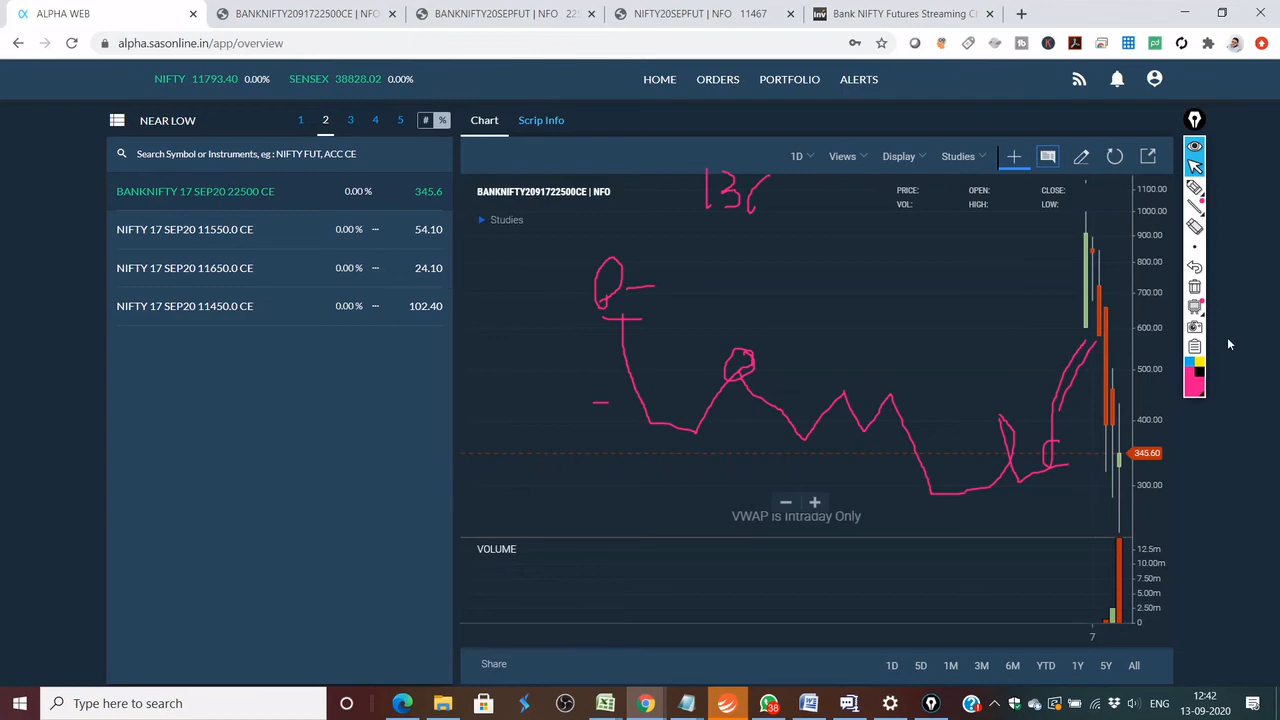 ALPHA WEB
BANKNIFTY2091722500CE | NFO
BANKNIFTY20SEPFUT | NFO 225
NIFTY20SEPFUT | NFO 11467
Inv Bank NIFTY Futures Streaming C
alpha.sasonline.in/app/overview
NIFTY 11793.40 0.00% SENSEX 38828.02 0.00%
HOME ORDERS PORTFOLIO ALERTS
NEAR LOW 1 2 3 4 5 # %
Search Symbol or Instruments, eg : NIFTY FUT, ACC CE
BANKNIFTY 17 SEP20 22500 CE 0.00 % 345.6
NIFTY 17 SEP20 11550.0 CE 0.00 % 54.10
NIFTY 17 SEP20 11650.0 CE 0.00 % 24.10
NIFTY 17 SEP20 11450.0 CE 0.00 % 102.40
Chart Scrip Info
1D Views Display Studies
BANKNIFTY2091722500CE | NFO
PRICE: OPEN: CLOSE:
VOL: HIGH: LOW:
Studies
1100.00
1000.00
900.00
800.00
700.00
600.00
500.00
400.00
345.60
300.00
VWAP is Intraday Only
VOLUME
12.5m
10.00m
7.50m
5.00m
2.50m
0
7
Share 1D 5D 1M 3M 6M YTD 1Y 5Y All
Type here to search
38
ENG
12:42
13-09-2020